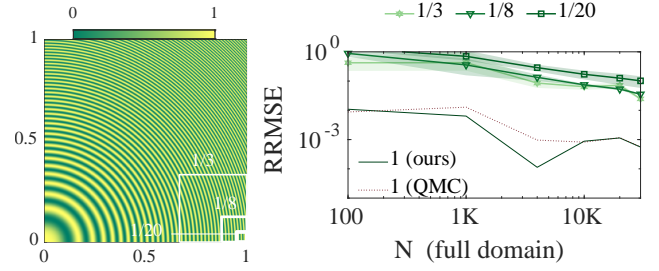 0 1
1
0.5
0
0 0.5 1
1/3
1/8
1/20
1/3 1/8 1/20
RRMSE
10^0
10^-3
1 (ours)
1 (QMC)
100 1K 10K
N (full domain)